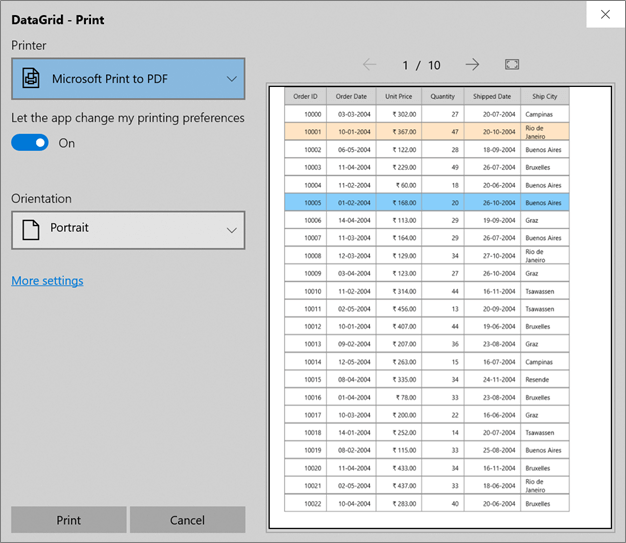 DataGrid - Print
Printer
Microsoft Print to PDF
Let the app change my printing preferences
On
Orientation
Portrait
More settings
Print Cancel
1 / 10
Order ID Order Date Unit Price Quantity Shipped Date Ship City
10000 03-03-2004 ₹ 302.00 27 20-07-2004 Campinas
10001 10-01-2004 ₹ 367.00 47 20-10-2004 Rio de
Janeiro
10002 06-05-2004 ₹ 122.00 28 18-09-2004 Buenos Aires
10003 11-04-2004 ₹ 229.00 49 26-07-2004 Bruxelles
10004 11-02-2004 ₹ 60.00 18 20-06-2004 Buenos Aires
10005 01-02-2004 ₹ 168.00 20 26-10-2004 Buenos Aires
10006 14-04-2004 ₹ 113.00 29 19-09-2004 Graz
10007 11-03-2004 ₹ 164.00 29 26-07-2004 Buenos Aires
10008 12-03-2004 ₹ 129.00 34 27-10-2004 Rio de
Janeiro
10009 03-04-2004 ₹ 123.00 27 26-10-2004 Graz
10010 11-02-2004 ₹ 314.00 44 16-11-2004 Tsawassen
10011 02-05-2004 ₹ 456.00 13 20-09-2004 Tsawassen
10012 10-01-2004 ₹ 407.00 44 19-06-2004 Bruxelles
10013 09-02-2004 ₹ 207.00 36 23-08-2004 Graz
10014 12-05-2004 ₹ 263.00 15 16-07-2004 Campinas
10015 08-04-2004 ₹ 335.00 34 24-11-2004 Resende
10016 01-04-2004 ₹ 78.00 33 23-08-2004 Bruxelles
10017 10-03-2004 ₹ 200.00 22 16-06-2004 Graz
10018 14-01-2004 ₹ 252.00 14 20-07-2004 Tsawassen
10019 08-02-2004 ₹ 115.00 33 25-08-2004 Buenos Aires
10020 11-04-2004 ₹ 433.00 34 16-11-2004 Bruxelles
10021 02-05-2004 ₹ 437.00 33 18-06-2004 Rio de
Janeiro
10022 10-04-2004 ₹ 283.00 40 20-06-2004 Bruxelles